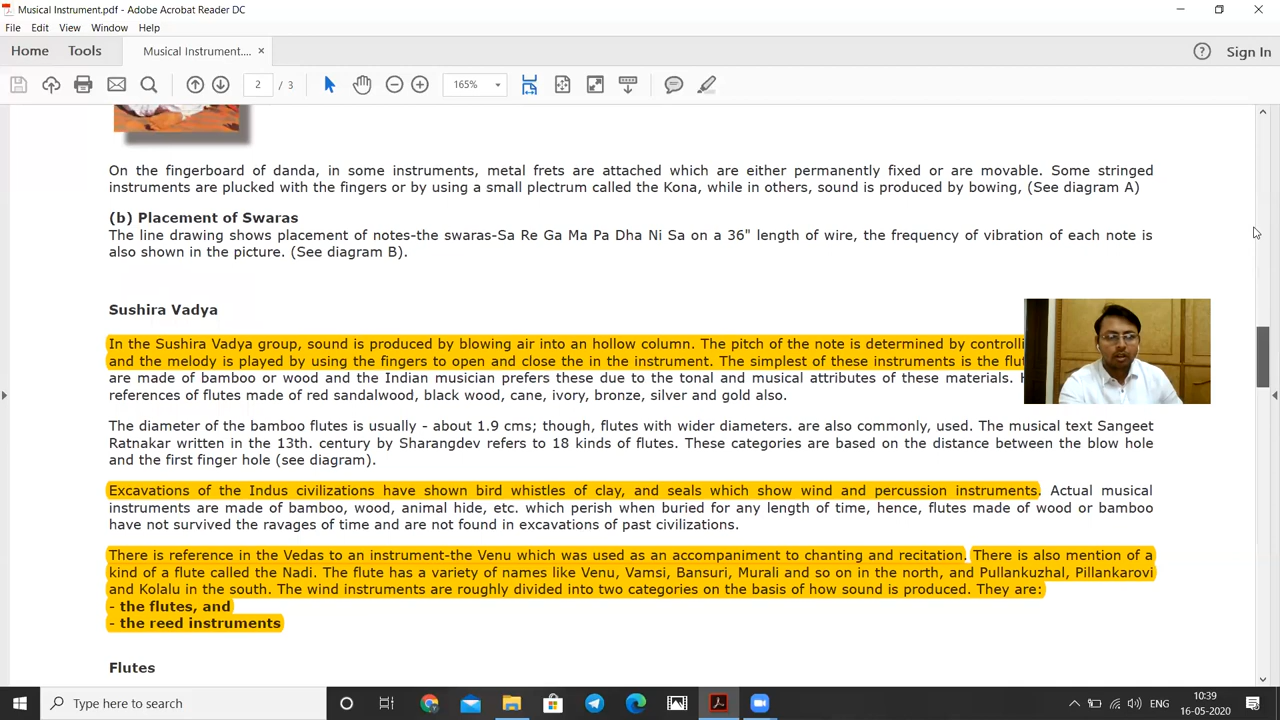 Musical Instrument.pdf - Adobe Acrobat Reader DC
File Edit View Window Help
Home Tools Musical Instrument.... × Sign In
2 / 3 165%
On the fingerboard of danda, in some instruments, metal frets are attached which are either permanently fixed or are movable. Some stringed
instruments are plucked with the fingers or by using a small plectrum called the Kona, while in others, sound is produced by bowing, (See diagram A)
(b) Placement of Swaras
The line drawing shows placement of notes-the swaras-Sa Re Ga Ma Pa Dha Ni Sa on a 36" length of wire, the frequency of vibration of each note is
also shown in the picture. (See diagram B).
Sushira Vadya
In the Sushira Vadya group, sound is produced by blowing air into an hollow column. The pitch of the note is determined by
and the melody is played by using the fingers to open and close the in the instrument. The simplest of these instruments is the
are made of bamboo or wood and the Indian musician prefers these due to the tonal and musical attributes of these materials.
references of flutes made of red sandalwood, black wood, cane, ivory, bronze, silver and gold also.
The diameter of the bamboo flutes is usually - about 1.9 cms; though, flutes with wider diameters. are also commonly, used. The musical text Sangeet
Ratnakar written in the 13th. century by Sharangdev refers to 18 kinds of flutes. These categories are based on the distance between the blow hole
and the first finger hole (see diagram).
Excavations of the Indus civilizations have shown bird whistles of clay, and seals which show wind and percussion instruments. Actual musical
instruments are made of bamboo, wood, animal hide, etc. which perish when buried for any length of time, hence, flutes made of wood or bamboo
have not survived the ravages of time and are not found in excavations of past civilizations.
There is reference in the Vedas to an instrument-the Venu which was used as an accompaniment to chanting and recitation. There is also mention of a
kind of a flute called the Nadi. The flute has a variety of names like Venu, Vamsi, Bansuri, Murali and so on in the north, and Pullankuzhal, Pillankarovi
and Kolalu in the south. The wind instruments are roughly divided into two categories on the basis of how sound is produced. They are:
- the flutes, and
- the reed instruments
Flutes
Type here to search ENG 10:39
16-05-2020